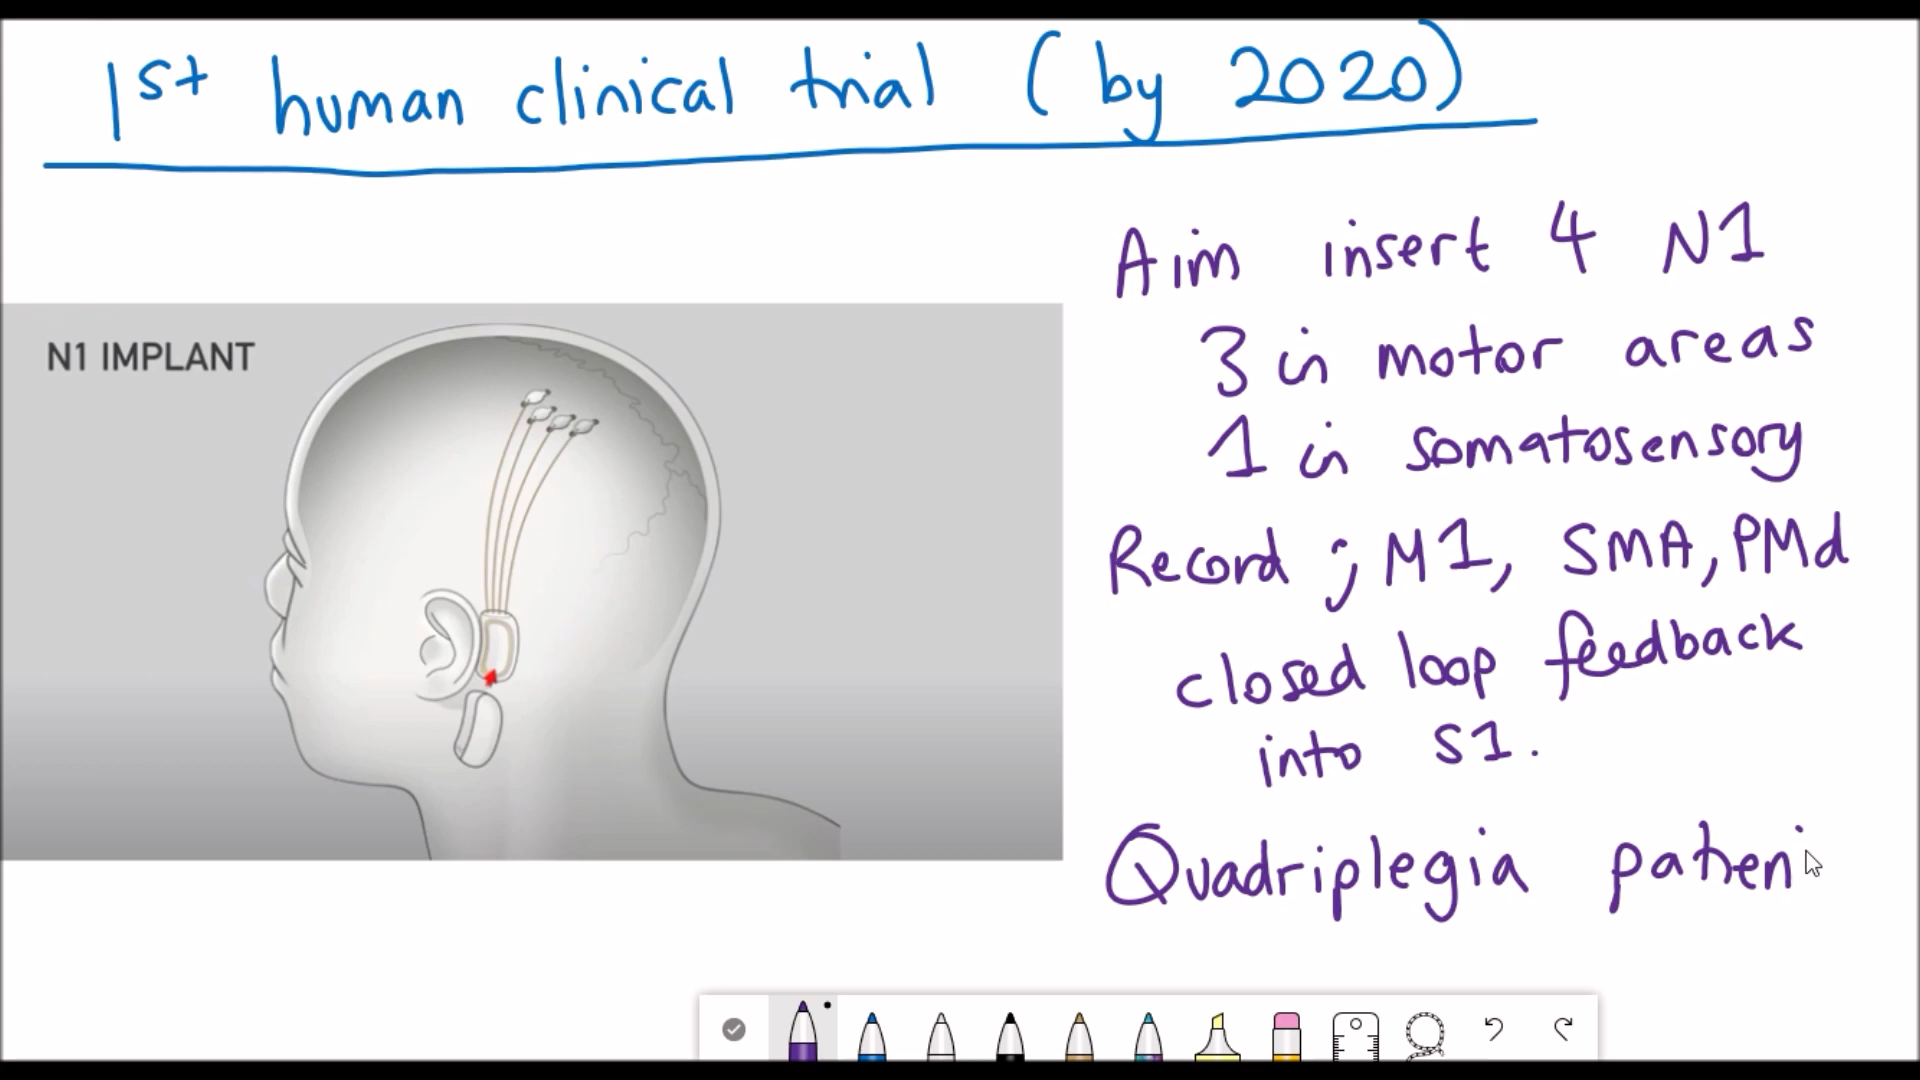 1st human clinical trial (by 2020)
N1 IMPLANT
Aim insert 4 N1
3 in motor areas
1 in somatosensory
Record ; M1, SMA, PMd
closed loop feedback
into S1.
Quadriplegia patien